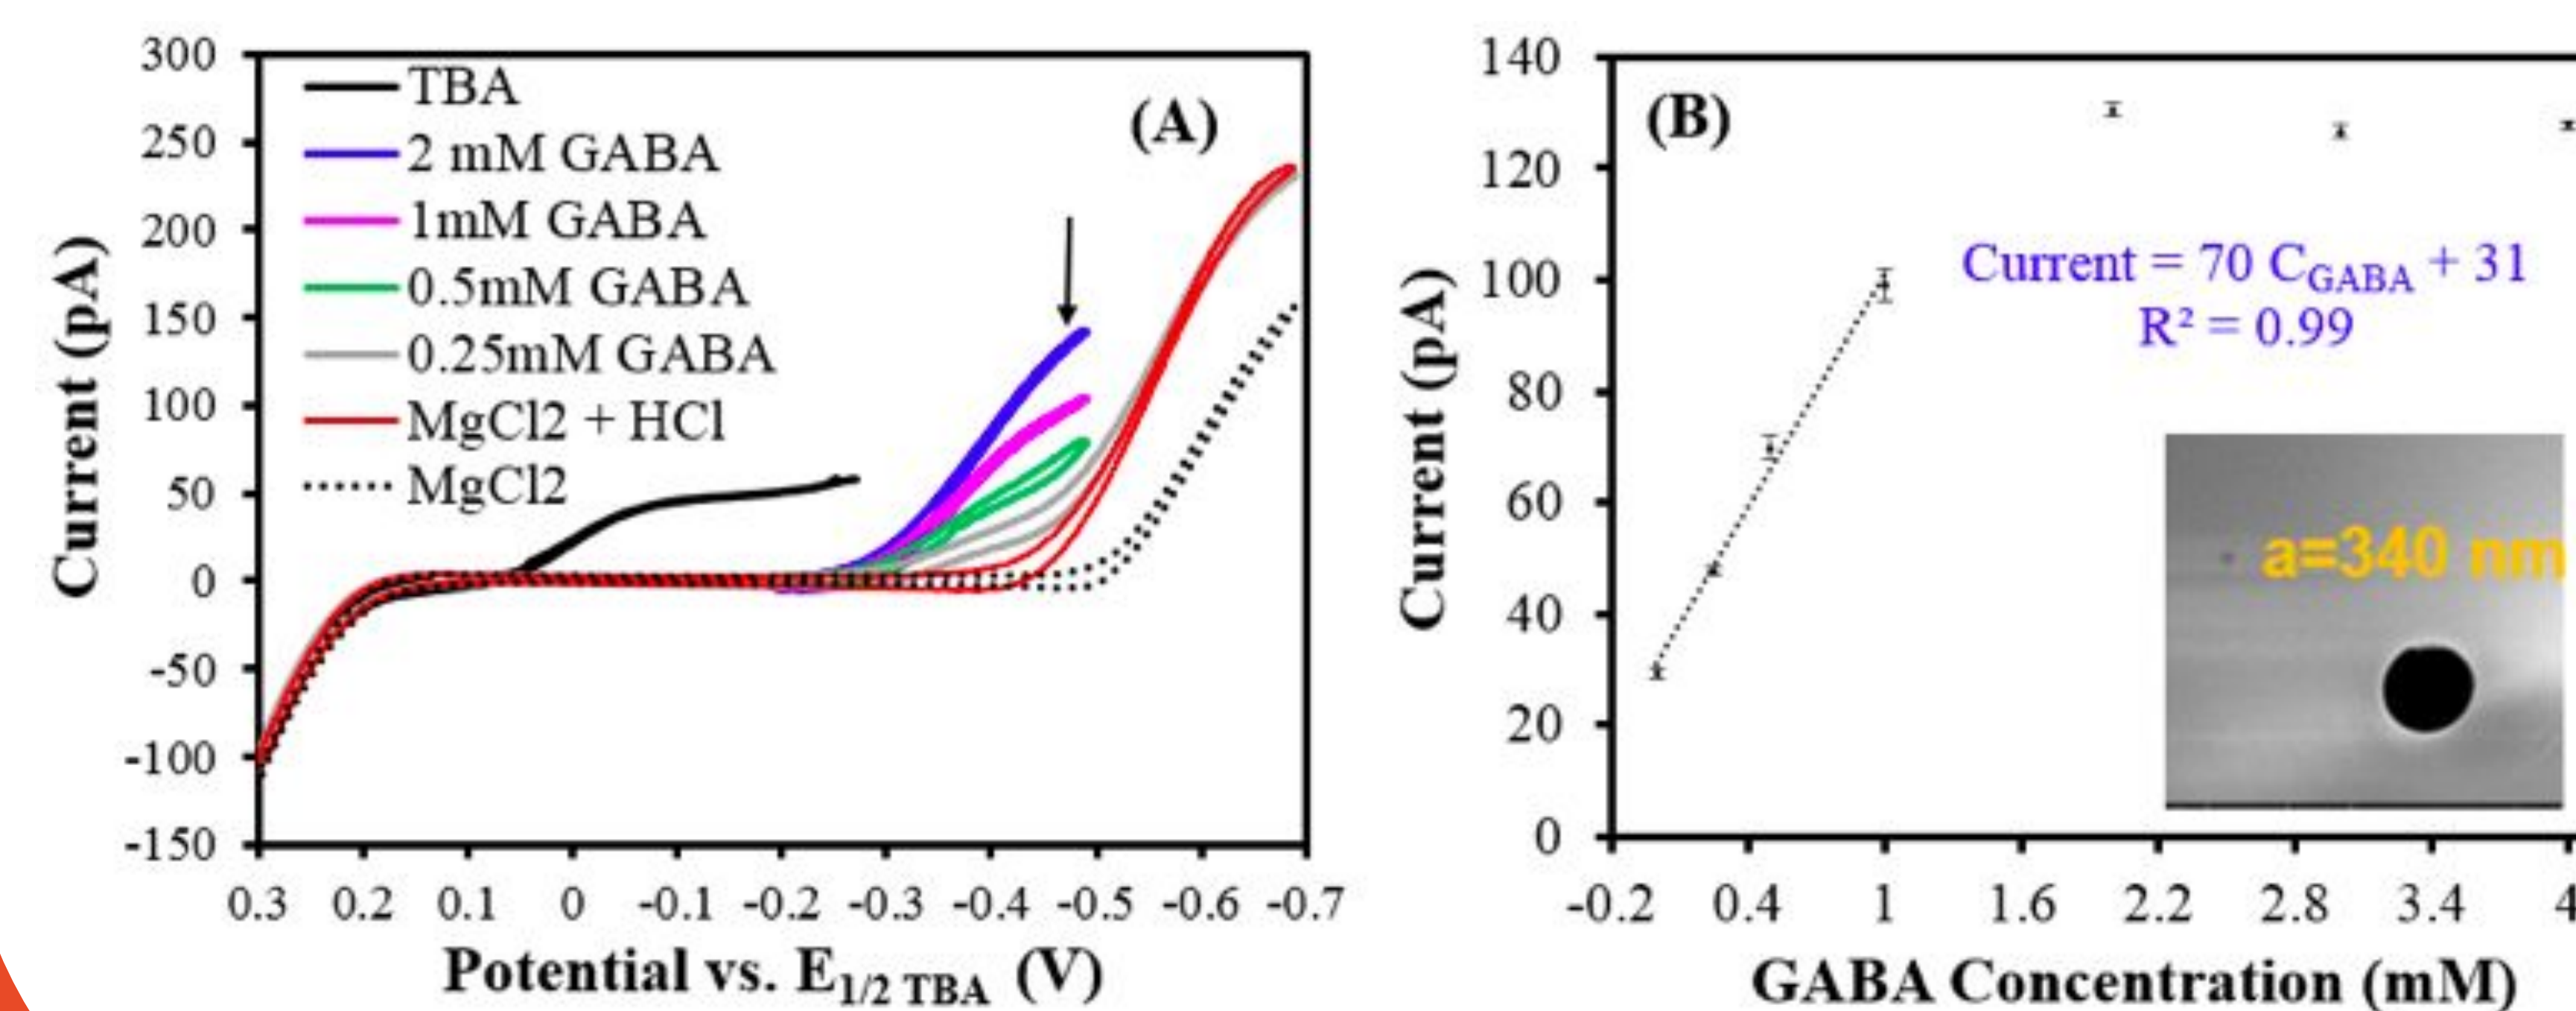 300
250
200
150
100
50
0
-50
-100
-150
Current (pA)
TBA
2 mM GABA
1mM GABA
0.5mM GABA
0.25mM GABA
MgCl2 + HCl
MgCl2
(A)
0.3 0.2 0.1 0 -0.1 -0.2 -0.3 -0.4 -0.5 -0.6 -0.7
Potential vs. E1/2 TBA (V)
140
120
100
80
60
40
20
0
Current (pA)
(B)
Current = 70 CGABA + 31
R² = 0.99
a=340 nm
-0.2 0.4 1 1.6 2.2 2.8 3.4 4
GABA Concentration (mM)